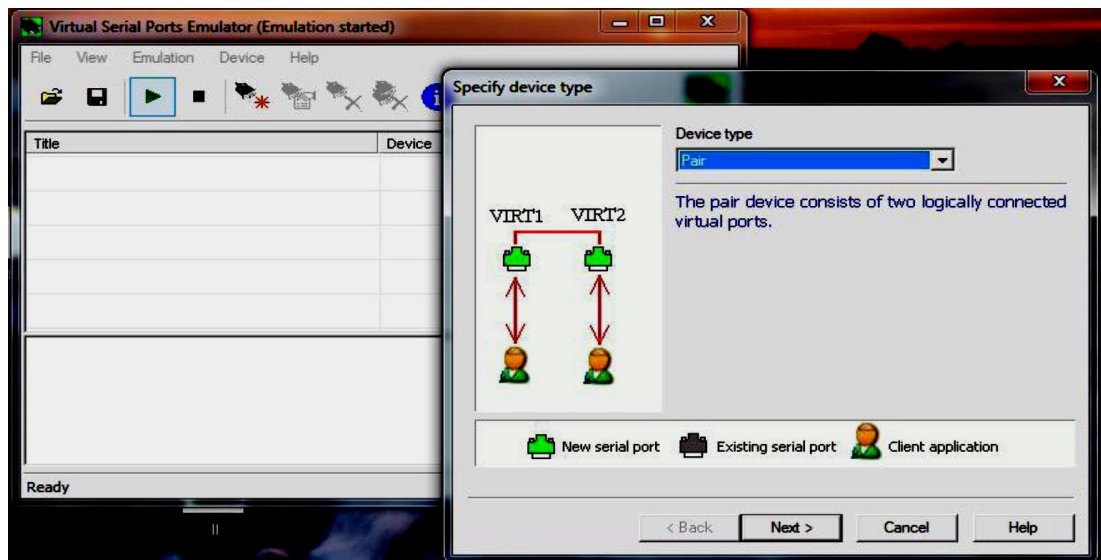 Virtual Serial Ports Emulator (Emulation started)
File View Emulation Device Help
Title Device
Ready
Specify device type
Device type
Pair
The pair device consists of two logically connected
virtual ports.
VIRT1 VIRT2
New serial port Existing serial port Client application
< Back Next > Cancel Help